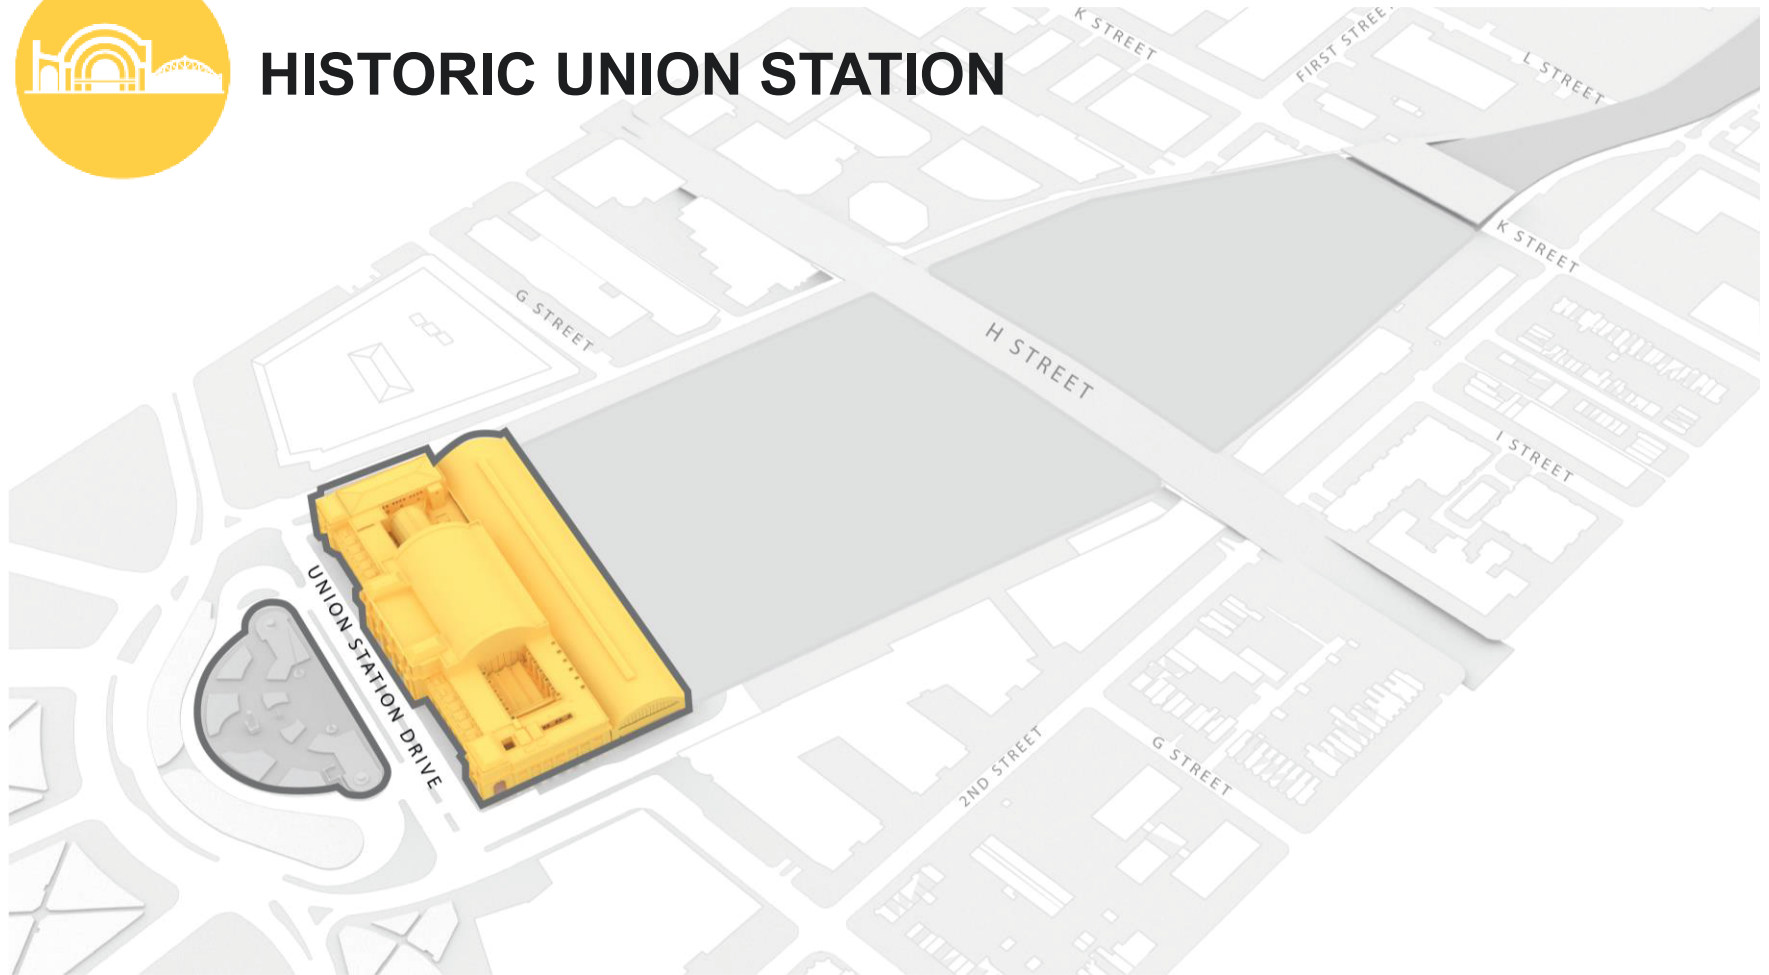 HISTORIC UNION STATION
K STREET
FIRST STREET
L STREET
K STREET
G STREET
H STREET
I STREET
UNION STATION DRIVE
2ND STREET
G STREET